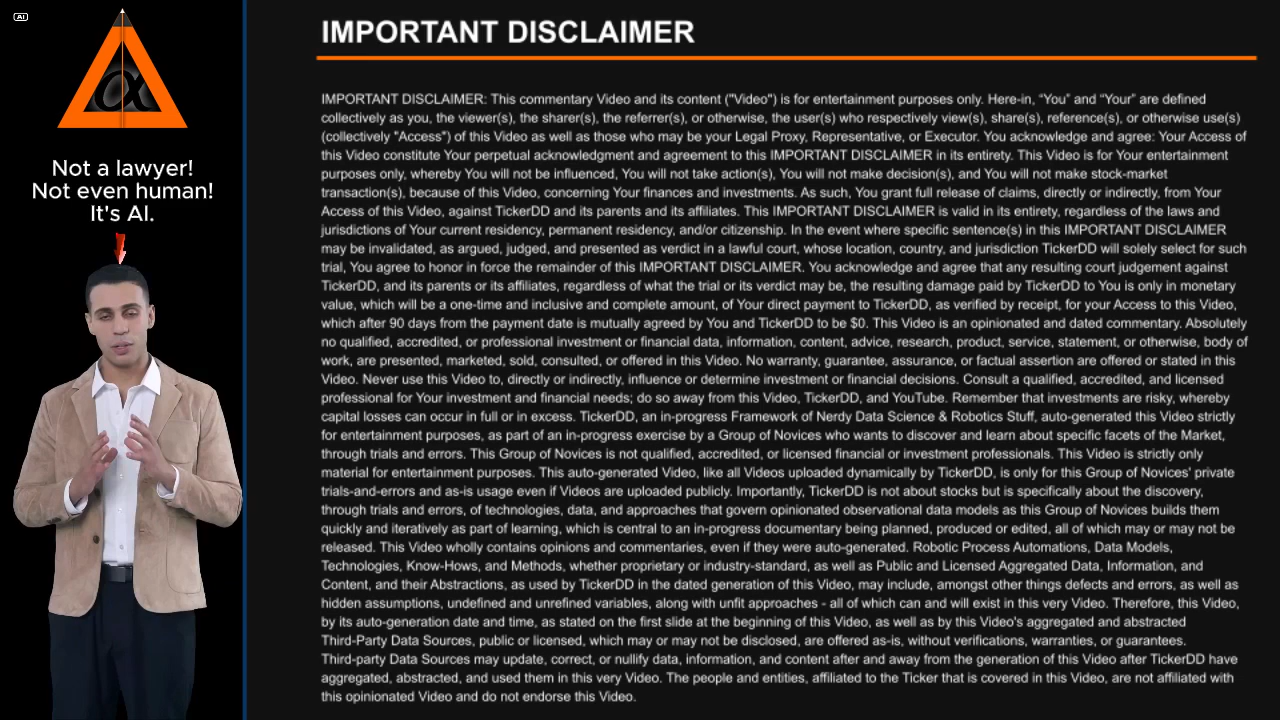 AI
α
Not a lawyer!
Not even human!
It's AI.
IMPORTANT DISCLAIMER
IMPORTANT DISCLAIMER: This commentary Video and its content ("Video") is for entertainment purposes only. Here-in, “You” and “Your” are defined
collectively as you, the viewer(s), the sharer(s), the referrer(s), or otherwise, the user(s) who respectively view(s), share(s), reference(s), or otherwise use(s)
(collectively "Access") of this Video as well as those who may be your Legal Proxy, Representative, or Executor. You acknowledge and agree: Your Access of
this Video constitute Your perpetual acknowledgment and agreement to this IMPORTANT DISCLAIMER in its entirety. This Video is for Your entertainment
purposes only, whereby You will not be influenced, You will not take action(s), You will not make decision(s), and You will not make stock-market
transaction(s), because of this Video, concerning Your finances and investments. As such, You grant full release of claims, directly or indirectly, from Your
Access of this Video, against TickerDD and its parents and its affiliates. This IMPORTANT DISCLAIMER is valid in its entirety, regardless of the laws and
jurisdictions of Your current residency, permanent residency, and/or citizenship. In the event where specific sentence(s) in this IMPORTANT DISCLAIMER
may be invalidated, as argued, judged, and presented as verdict in a lawful court, whose location, country, and jurisdiction TickerDD will solely select for such
trial, You agree to honor in force the remainder of this IMPORTANT DISCLAIMER. You acknowledge and agree that any resulting court judgement against
TickerDD, and its parents or its affiliates, regardless of what the trial or its verdict may be, the resulting damage paid by TickerDD to You is only in monetary
value, which will be a one-time and inclusive and complete amount, of Your direct payment to TickerDD, as verified by receipt, for your Access to this Video,
which after 90 days from the payment date is mutually agreed by You and TickerDD to be $0. This Video is an opinionated and dated commentary. Absolutely
no qualified, accredited, or professional investment or financial data, information, content, advice, research, product, service, statement, or otherwise, body of
work, are presented, marketed, sold, consulted, or offered in this Video. No warranty, guarantee, assurance, or factual assertion are offered or stated in this
Video. Never use this Video to, directly or indirectly, influence or determine investment or financial decisions. Consult a qualified, accredited, and licensed
professional for Your investment and financial needs; do so away from this Video, TickerDD, and YouTube. Remember that investments are risky, whereby
capital losses can occur in full or in excess. TickerDD, an in-progress Framework of Nerdy Data Science & Robotics Stuff, auto-generated this Video strictly
for entertainment purposes, as part of an in-progress exercise by a Group of Novices who wants to discover and learn about specific facets of the Market,
through trials and errors. This Group of Novices is not qualified, accredited, or licensed financial or investment professionals. This Video is strictly only
material for entertainment purposes. This auto-generated Video, like all Videos uploaded dynamically by TickerDD, is only for this Group of Novices' private
trials-and-errors and as-is usage even if Videos are uploaded publicly. Importantly, TickerDD is not about stocks but is specifically about the discovery,
through trials and errors, of technologies, data, and approaches that govern opinionated observational data models as this Group of Novices builds them
quickly and iteratively as part of learning, which is central to an in-progress documentary being planned, produced or edited, all of which may or may not be
released. This Video wholly contains opinions and commentaries, even if they were auto-generated. Robotic Process Automations, Data Models,
Technologies, Know-Hows, and Methods, whether proprietary or industry-standard, as well as Public and Licensed Aggregated Data, Information, and
Content, and their Abstractions, as used by TickerDD in the dated generation of this Video, may include, amongst other things defects and errors, as well as
hidden assumptions, undefined and unrefined variables, along with unfit approaches - all of which can and will exist in this very Video. Therefore, this Video,
by its auto-generation date and time, as stated on the first slide at the beginning of this Video, as well as by this Video's aggregated and abstracted
Third-Party Data Sources, public or licensed, which may or may not be disclosed, are offered as-is, without verifications, warranties, or guarantees.
Third-party Data Sources may update, correct, or nullify data, information, and content after and away from the generation of this Video after TickerDD have
aggregated, abstracted, and used them in this very Video. The people and entities, affiliated to the Ticker that is covered in this Video, are not affiliated with
this opinionated Video and do not endorse this Video.